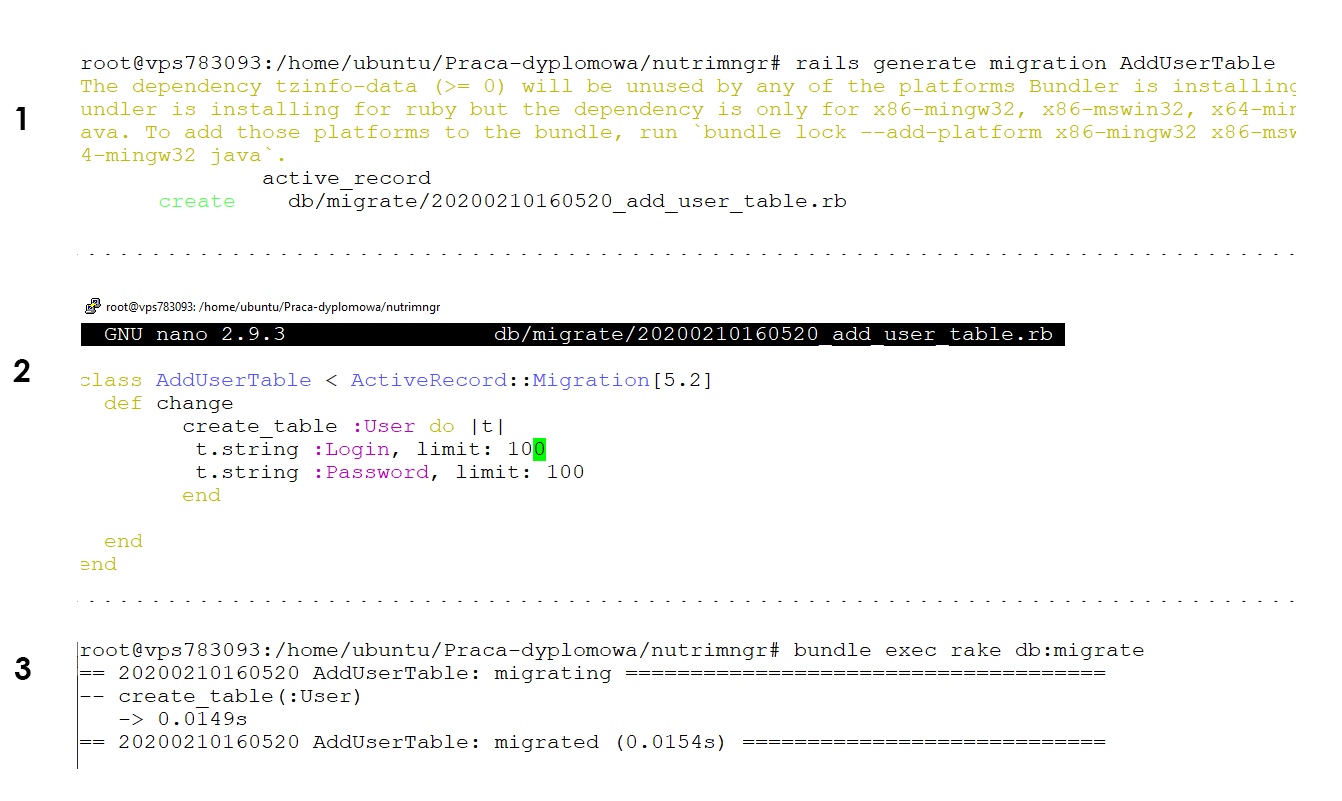 root@vps783093:/home/ubuntu/Praca-dyplomowa/nutrimngr# rails generate migration AddUserTable
The dependency tzinfo-data (>= 0) will be unused by any of the platforms Bundler is installing
1
undler is installing for ruby but the dependency is only for x86-mingw32, x86-mswin32, x64-min
ava. To add those platforms to the bundle, run `bundle lock --add-platform x86-mingw32 x86-msw
4-mingw32 java`.
active_record
create db/migrate/20200210160520_add_user_table.rb
root@vps783093: /home/ubuntu/Praca-dyplomowa/nutrimngr
GNU nano 2.9.3 db/migrate/20200210160520_add_user_table.rb
2
class AddUserTable < ActiveRecord::Migration[5.2]
def change
create_table :User do |t|
t.string :Login, limit: 100
t.string :Password, limit: 100
end
end
end
root@vps783093:/home/ubuntu/Praca-dyplomowa/nutrimngr# bundle exec rake db:migrate
3
== 20200210160520 AddUserTable: migrating =====================================
-- create_table(:User)
-> 0.0149s
== 20200210160520 AddUserTable: migrated (0.0154s) ============================